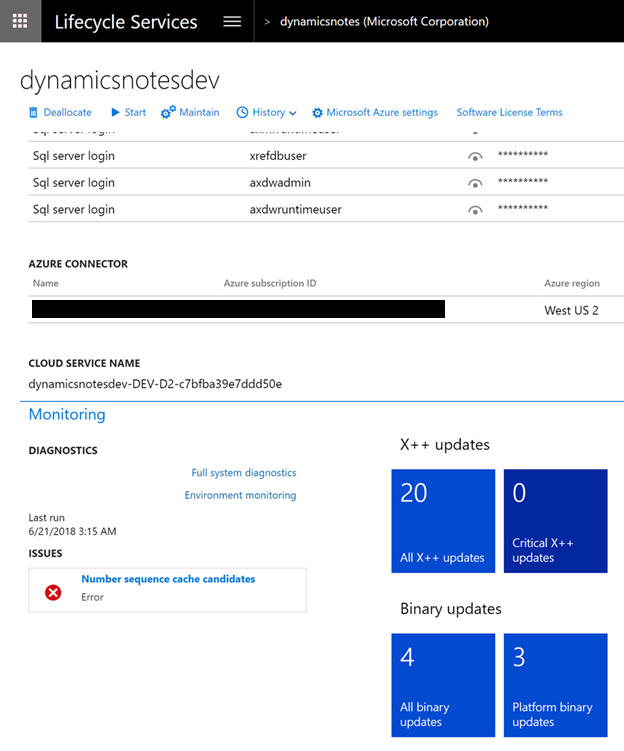 Lifecycle Services
> dynamicsnotes (Microsoft Corporation)
dynamicsnotesdev
Deallocate Start Maintain History Microsoft Azure settings Software License Terms
Sql server login
Sql server login xrefdbuser **********
Sql server login axdwadmin **********
Sql server login axdwruntimeuser **********
AZURE CONNECTOR
Name Azure subscription ID Azure region
West US 2
CLOUD SERVICE NAME
dynamicsnotesdev-DEV-D2-c7bfba39e7ddd50e
Monitoring
DIAGNOSTICS
Full system diagnostics
Environment monitoring
Last run
6/21/2018 3:15 AM
ISSUES
Number sequence cache candidates
Error
X++ updates
20
All X++ updates
0
Critical X++
updates
Binary updates
4
All binary
updates
3
Platform binary
updates